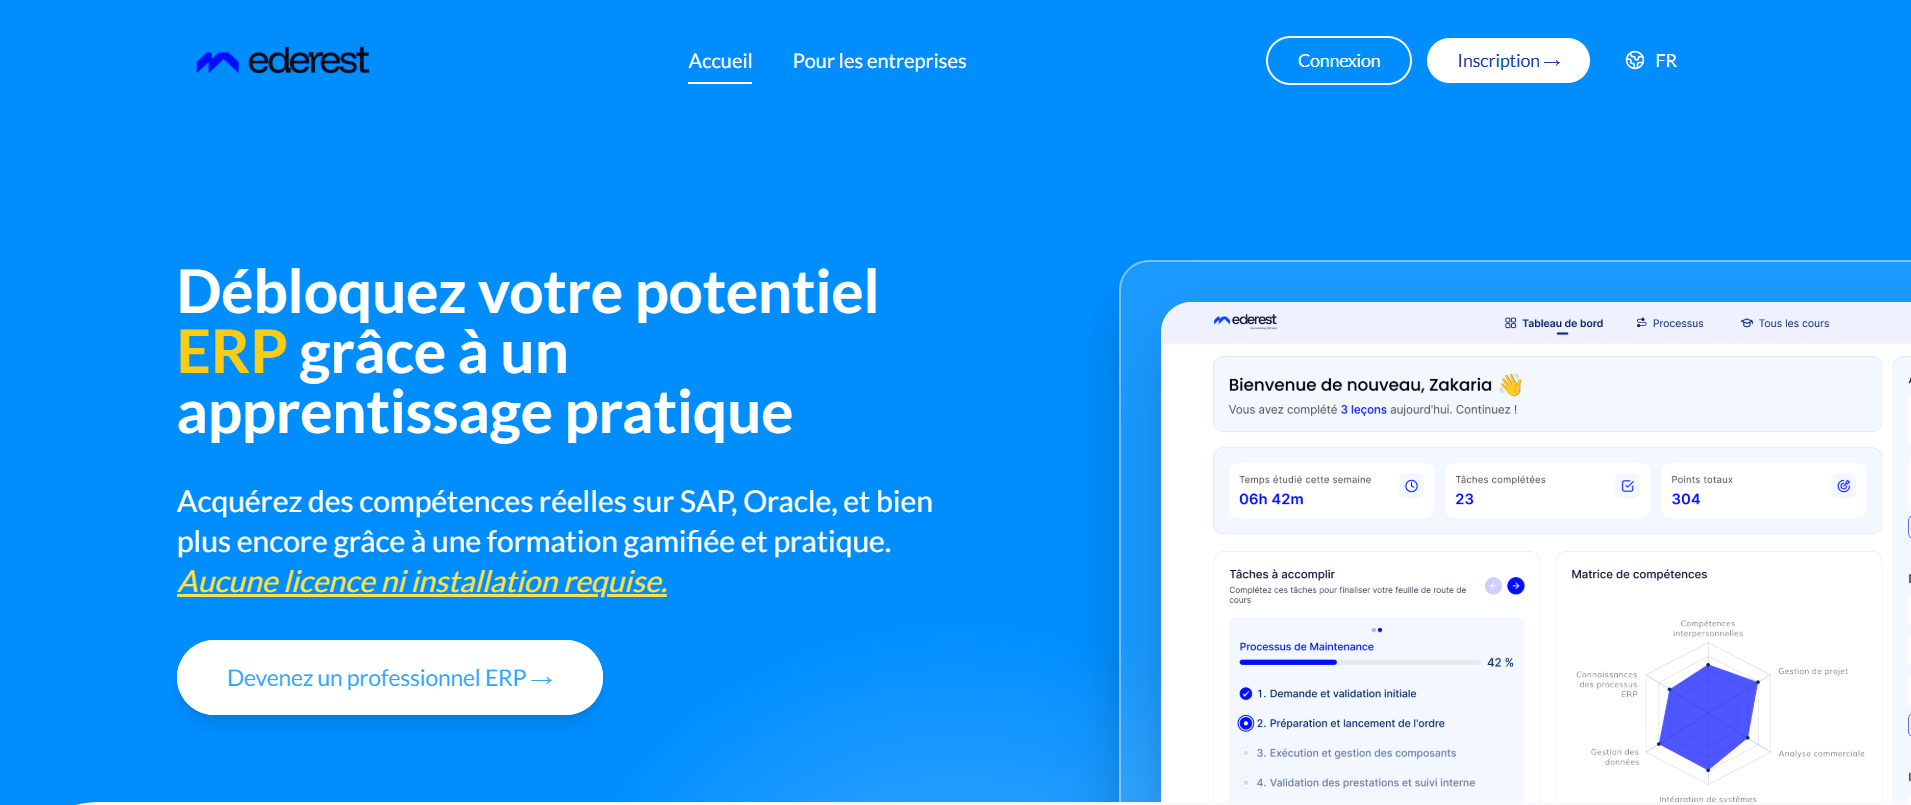 ederest
Accueil
Pour les entreprises
Connexion
Inscription →
FR
Débloquez votre potentiel
ERP grâce à un
apprentissage pratique
Acquérez des compétences réelles sur SAP, Oracle, et bien
plus encore grâce à une formation gamifiée et pratique.
Aucune licence ni installation requise.
Devenez un professionnel ERP →
ederest
Tableau de bord
Processus
Tous les cours
Bienvenue de nouveau, Zakaria 👋
Vous avez complété 3 leçons aujourd'hui. Continuez !
Temps étudié cette semaine
06h 42m
Tâches complétées
23
Points totaux
304
Tâches à accomplir
Complétez ces tâches pour finaliser votre feuille de route de
cours
Processus de Maintenance
42 %
1. Demande et validation initiale
2. Préparation et lancement de l'ordre
3. Exécution et gestion des composants
4. Validation des prestations et suivi interne
Matrice de compétences
Compétences
interpersonnelles
Gestion de projet
Analyse commerciale
Intégration de systèmes
Gestion des
données
Connaissances
des processus
ERP